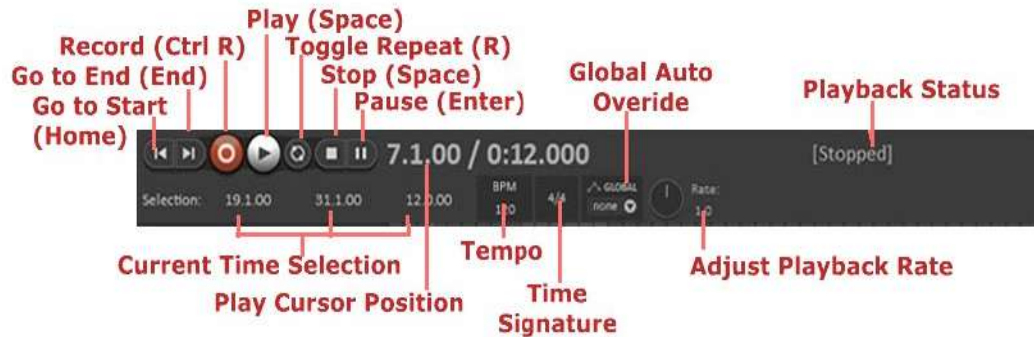 Play (Space)
Record (Ctrl R)
Toggle Repeat (R)
Go to End (End)
Stop (Space)
Global Auto
Overide
Playback Status
Go to Start
(Home)
Pause (Enter)
7.1.00 / 0:12.000
[Stopped]
Selection:
19.1.00
31.1.00
12.0.00
BPM
120
4/4
GLOBAL
none
Rate:
1.0
Current Time Selection
Tempo
Adjust Playback Rate
Play Cursor Position
Time
Signature